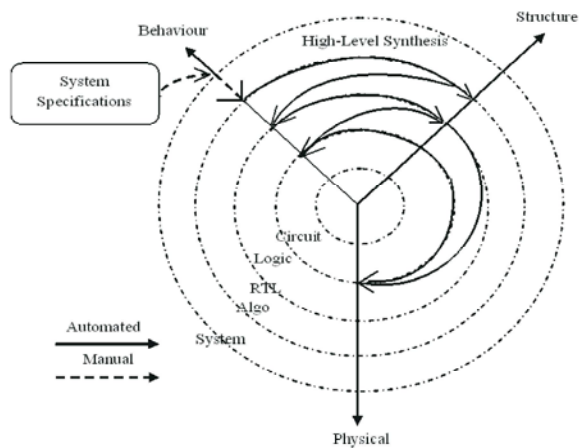 Structure
Behaviour
High-Level Synthesis
System
Specifications
Circuit
Logic
RTL
Algo
System
Automated
Manual
Physical